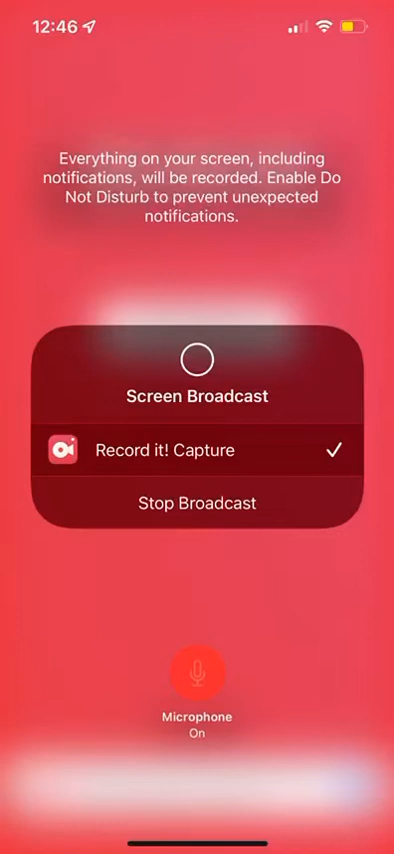 12:46
Everything on your screen, including
notifications, will be recorded. Enable Do
Not Disturb to prevent unexpected
notifications.
Screen Broadcast
Record it! Capture
Stop Broadcast
Microphone
On